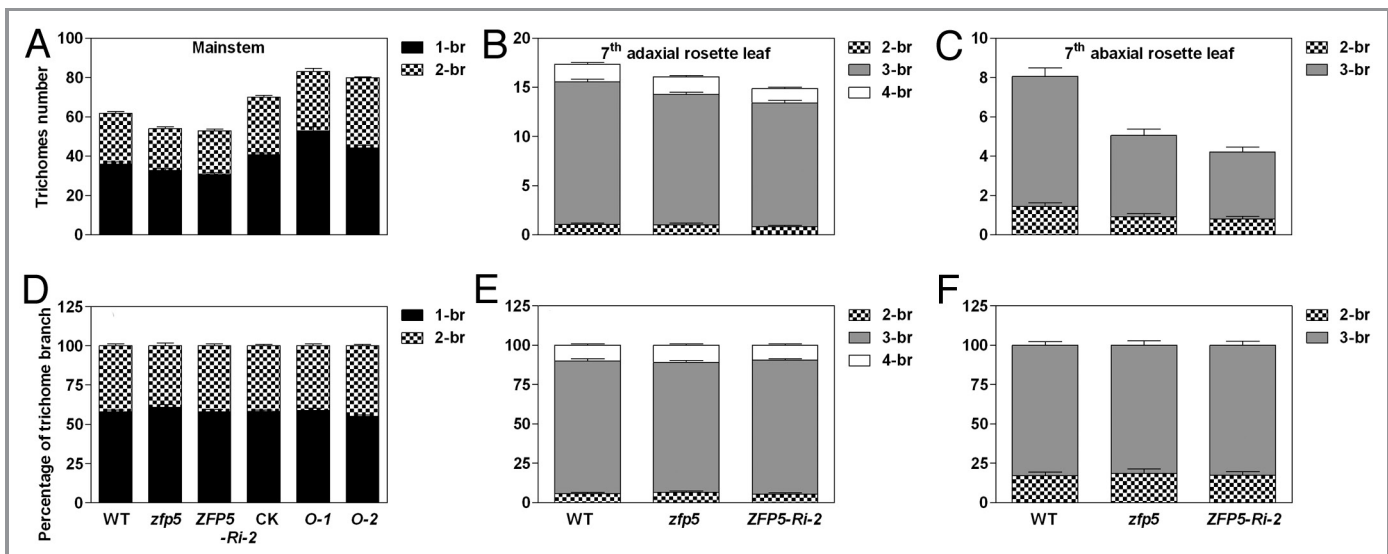 A
Mainstem
1-br
2-br
Trichomes number
100
80
60
40
20
0
B
7th adaxial rosette leaf
2-br
3-br
4-br
20
15
10
5
0
C
7th abaxial rosette leaf
2-br
3-br
10
8
6
4
2
0
D
1-br
2-br
Percentage of trichome branch
125
100
75
50
25
0
WT zfp5 ZFP5 CK O-1 O-2
-Ri-2
E
2-br
3-br
4-br
125
100
75
50
25
0
WT zfp5 ZFP5-Ri-2
F
2-br
3-br
125
100
75
50
25
0
WT zfp5 ZFP5-Ri-2